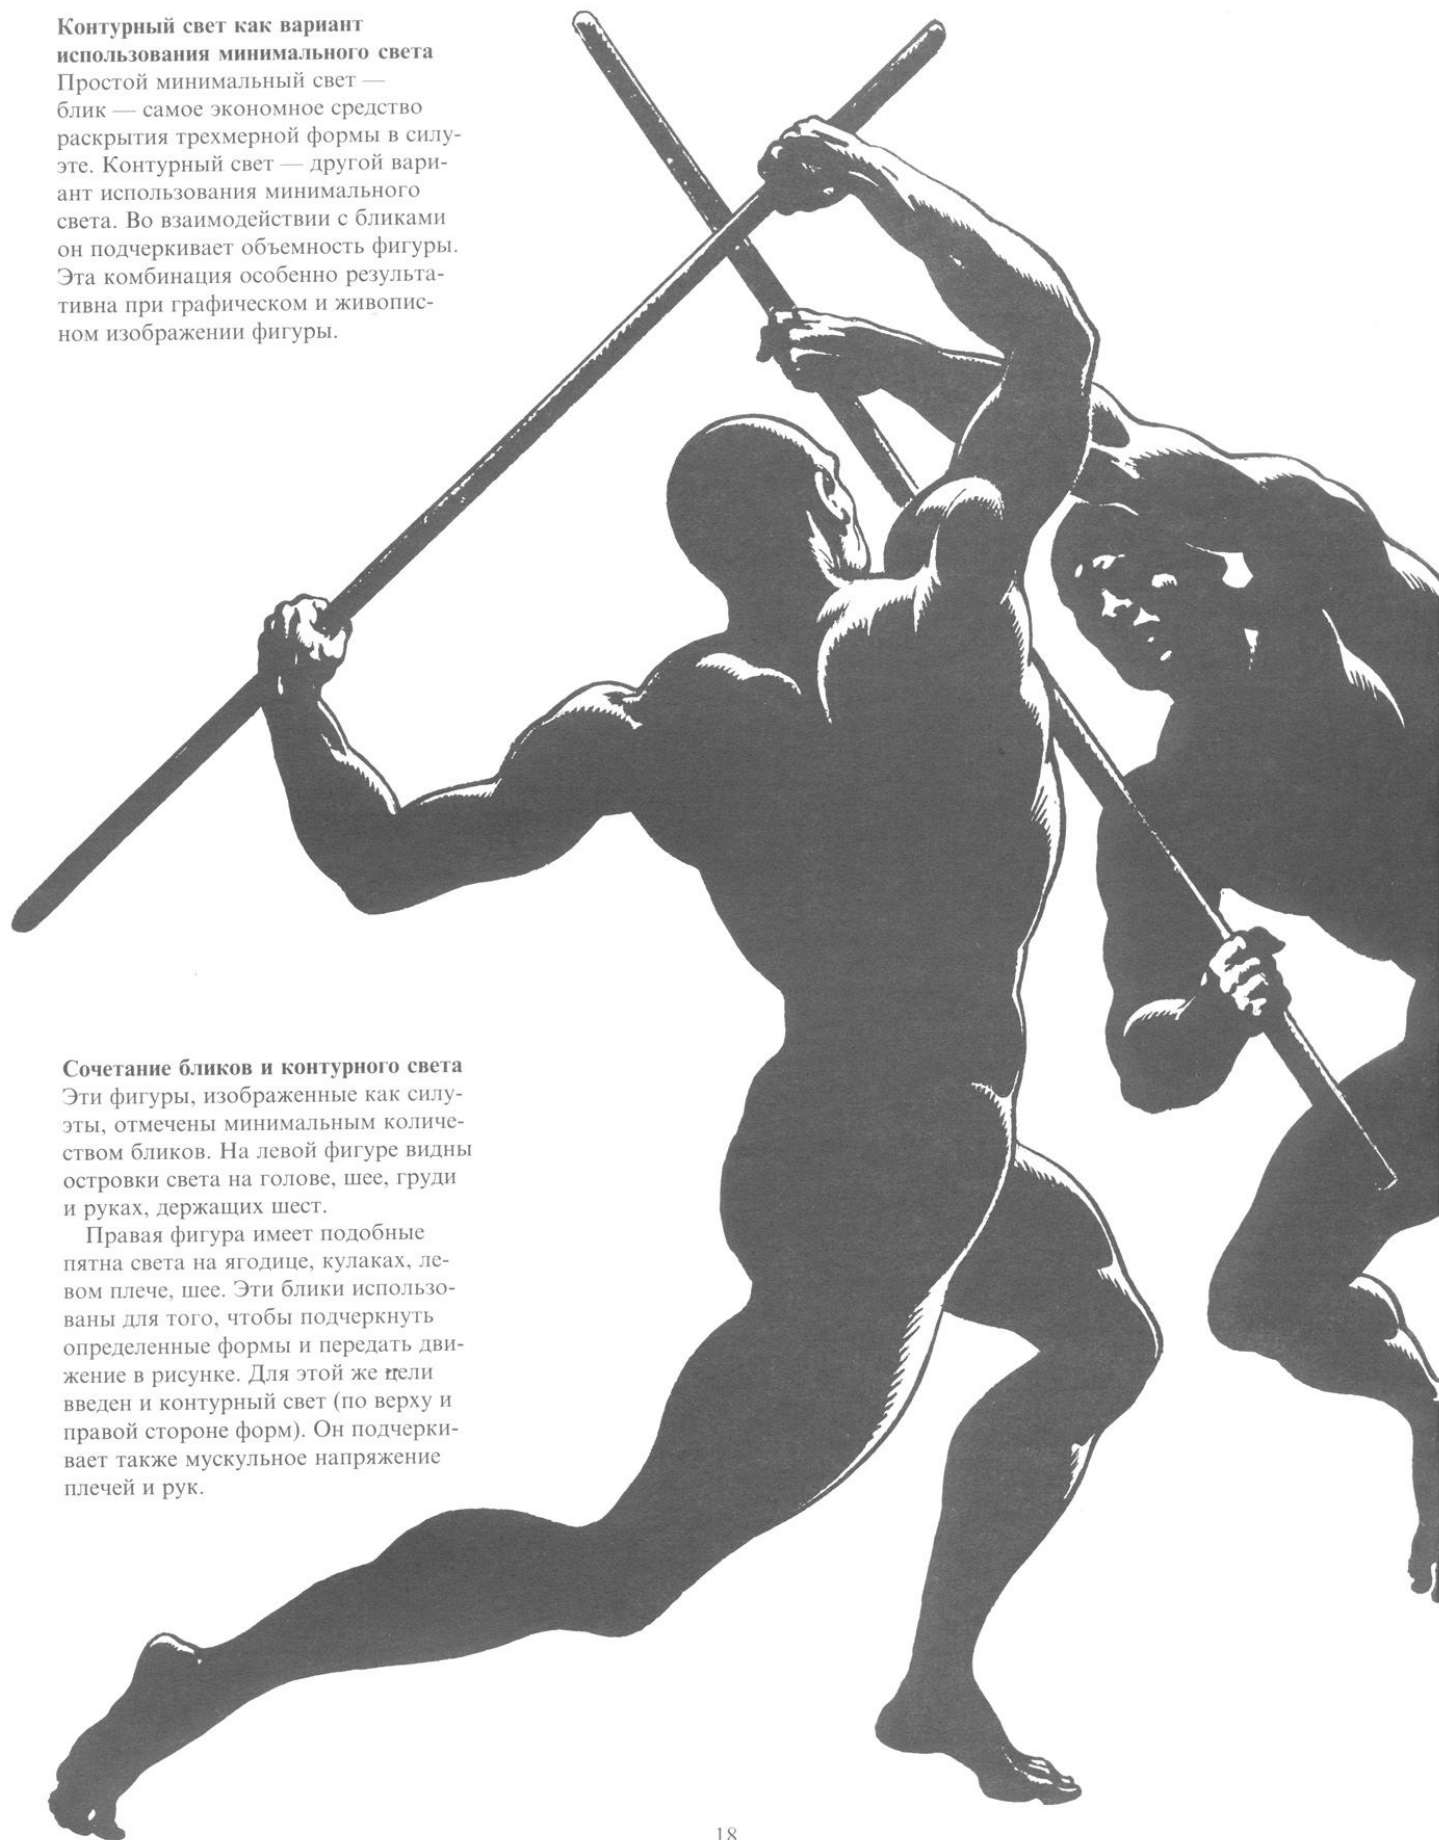 Контурный свет как вариант
использования минимального света
Простой минимальный свет —
блик — самое экономное средство
раскрытия трехмерной формы в силу-
эте. Контурный свет — другой вари-
ант использования минимального
света. Во взаимодействии с бликами
он подчеркивает объемность фигуры.
Эта комбинация особенно результа-
тивна при графическом и живопис-
ном изображении фигуры.
Сочетание бликов и контурного света
Эти фигуры, изображенные как силу-
эты, отмечены минимальным количе-
ством бликов. На левой фигуре видны
островки света на голове, шее, груди
и руках, держащих шест.
Правая фигура имеет подобные
пятна света на ягодице, кулаках, ле-
вом плече, шее. Эти блики использо-
ваны для того, чтобы подчеркнуть
определенные формы и передать дви-
жение в рисунке. Для этой же цели
введен и контурный свет (по верху и
правой стороне форм). Он подчерки-
вает также мускульное напряжение
плечей и рук.
18